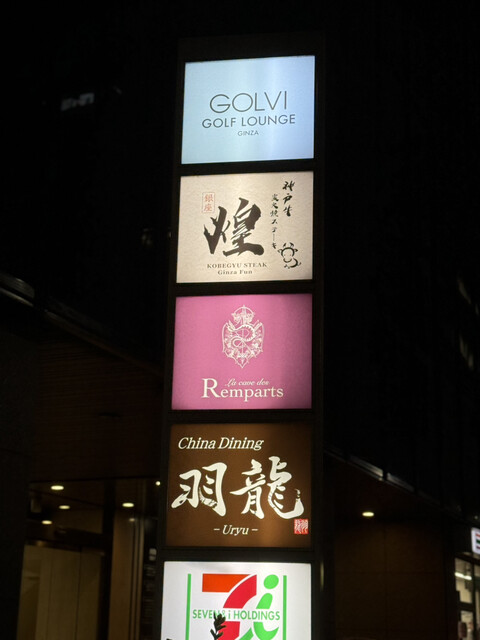 GOLVI
GOLF LOUNGE
GINZA
銀座
煌
神戸牛
炭火焼ステーキ
KOBEGYU STEAK
Ginza Fun
La cave des
Remparts
China Dining
羽龍
- Uryu -
7i
SEVEN & i HOLDINGS